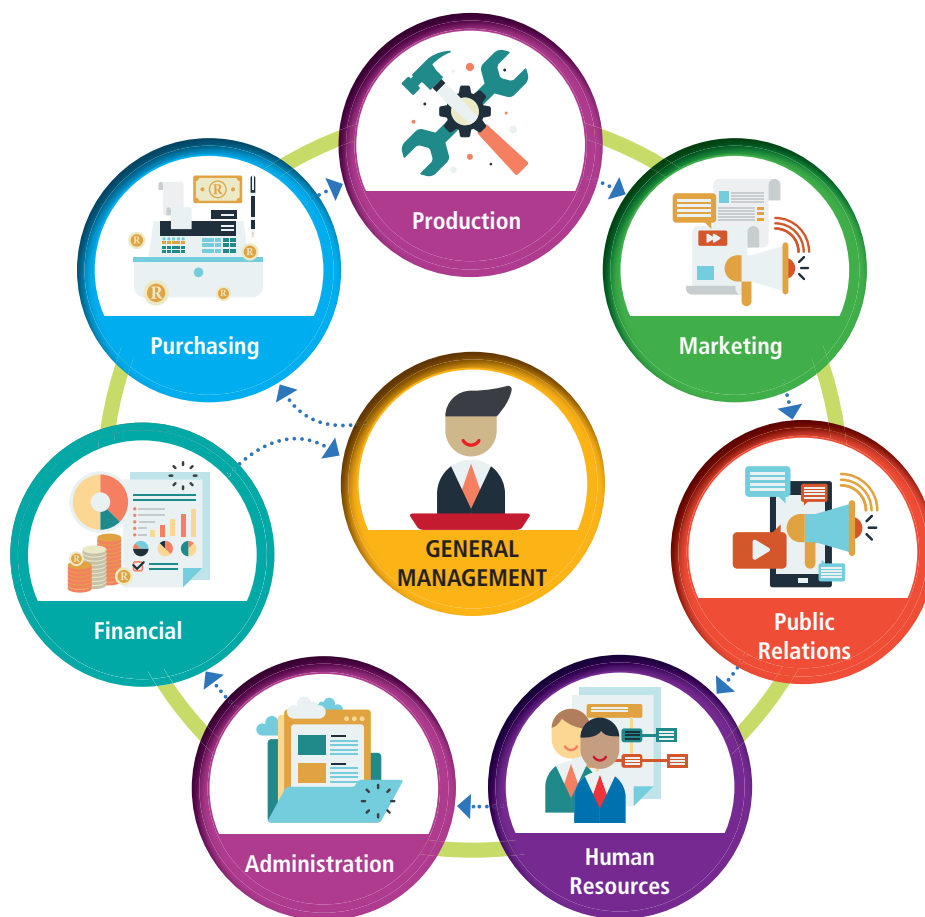 Production
Purchasing
Marketing
GENERAL
MANAGEMENT
Financial
Public
Relations
Administration
Human
Resources
R
R
R
R
R
R
R